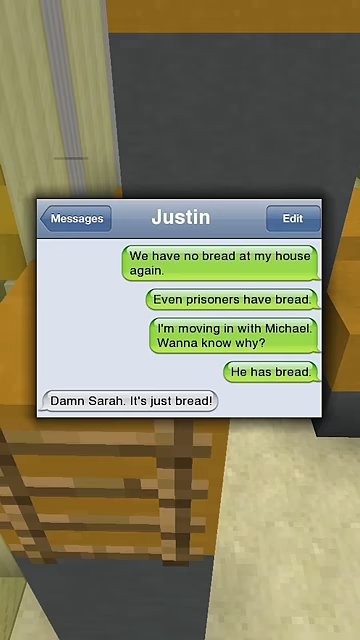 Messages
Justin
Edit
We have no bread at my house
again.
Even prisoners have bread.
I'm moving in with Michael.
Wanna know why?
He has bread.
Damn Sarah. It's just bread!